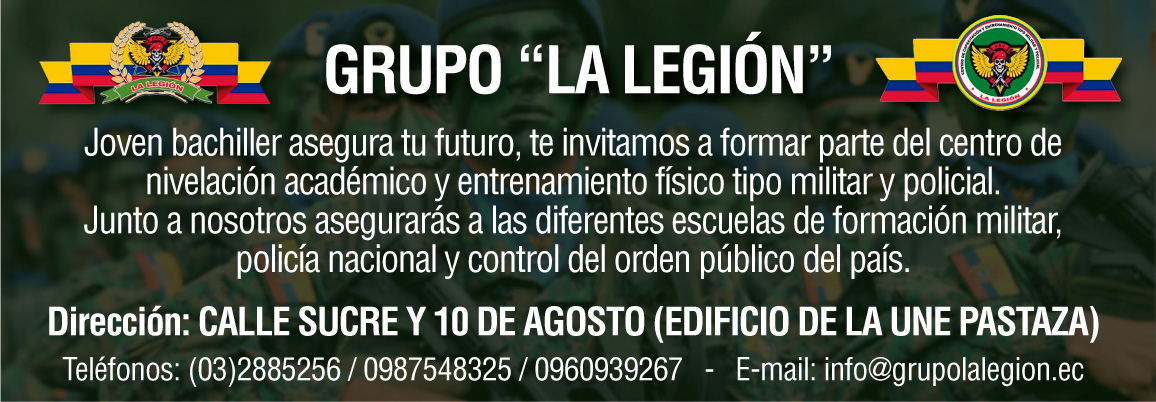 GRUPO “LA LEGIÓN”
LA LEGIÓN
LA LEGIÓN
Joven bachiller asegura tu futuro, te invitamos a formar parte del centro de
nivelación académico y entrenamiento físico tipo militar y policial.
Junto a nosotros asegurarás a las diferentes escuelas de formación militar,
policía nacional y control del orden público del país.
Dirección: CALLE SUCRE Y 10 DE AGOSTO (EDIFICIO DE LA UNE PASTAZA)
Teléfonos: (03)2885256 / 0987548325 / 0960939267 - E-mail: info@grupolalegion.ec